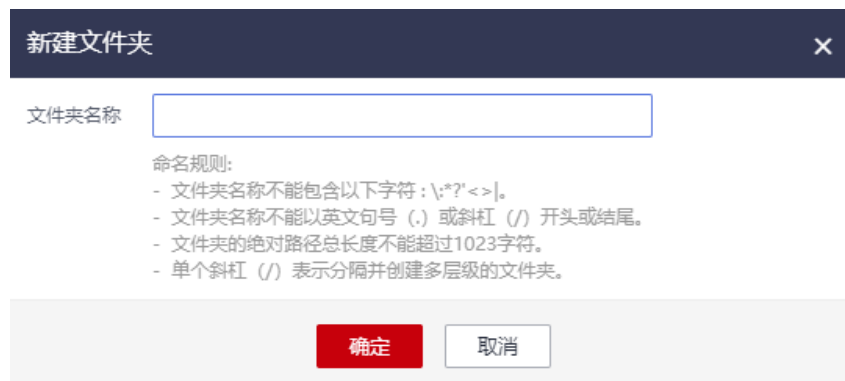 新建文件夹
×
文件夹名称
命名规则:
- 文件夹名称不能包含以下字符 : \:*?"<>|。
- 文件夹名称不能以英文句号（.）或斜杠（/）开头或结尾。
- 文件夹的绝对路径总长度不能超过1023字符。
- 单个斜杠（/）表示分隔并创建多层级的文件夹。
确定 取消